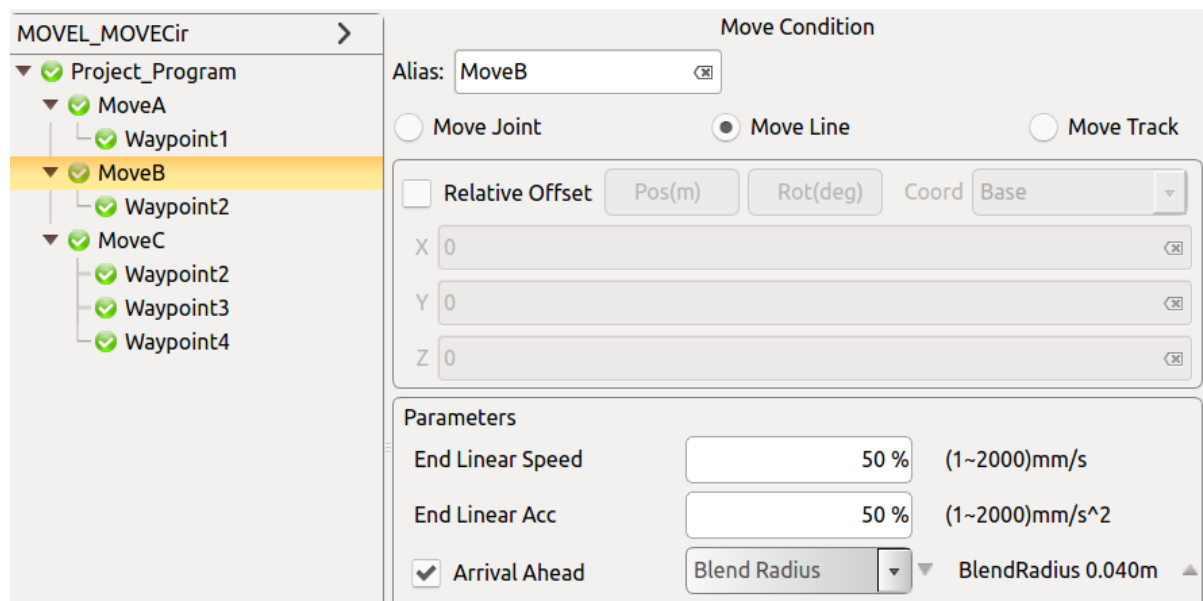 MOVEL_MOVECir
Project_Program
MoveA
Waypoint1
MoveB
Waypoint2
MoveC
Waypoint2
Waypoint3
Waypoint4
Move Condition
Alias: MoveB
Move Joint Move Line Move Track
Relative Offset Pos(m) Rot(deg) Coord Base
X 0
Y 0
Z 0
Parameters
End Linear Speed 50 % (1~2000)mm/s
End Linear Acc 50 % (1~2000)mm/s^2
Arrival Ahead Blend Radius BlendRadius 0.040m